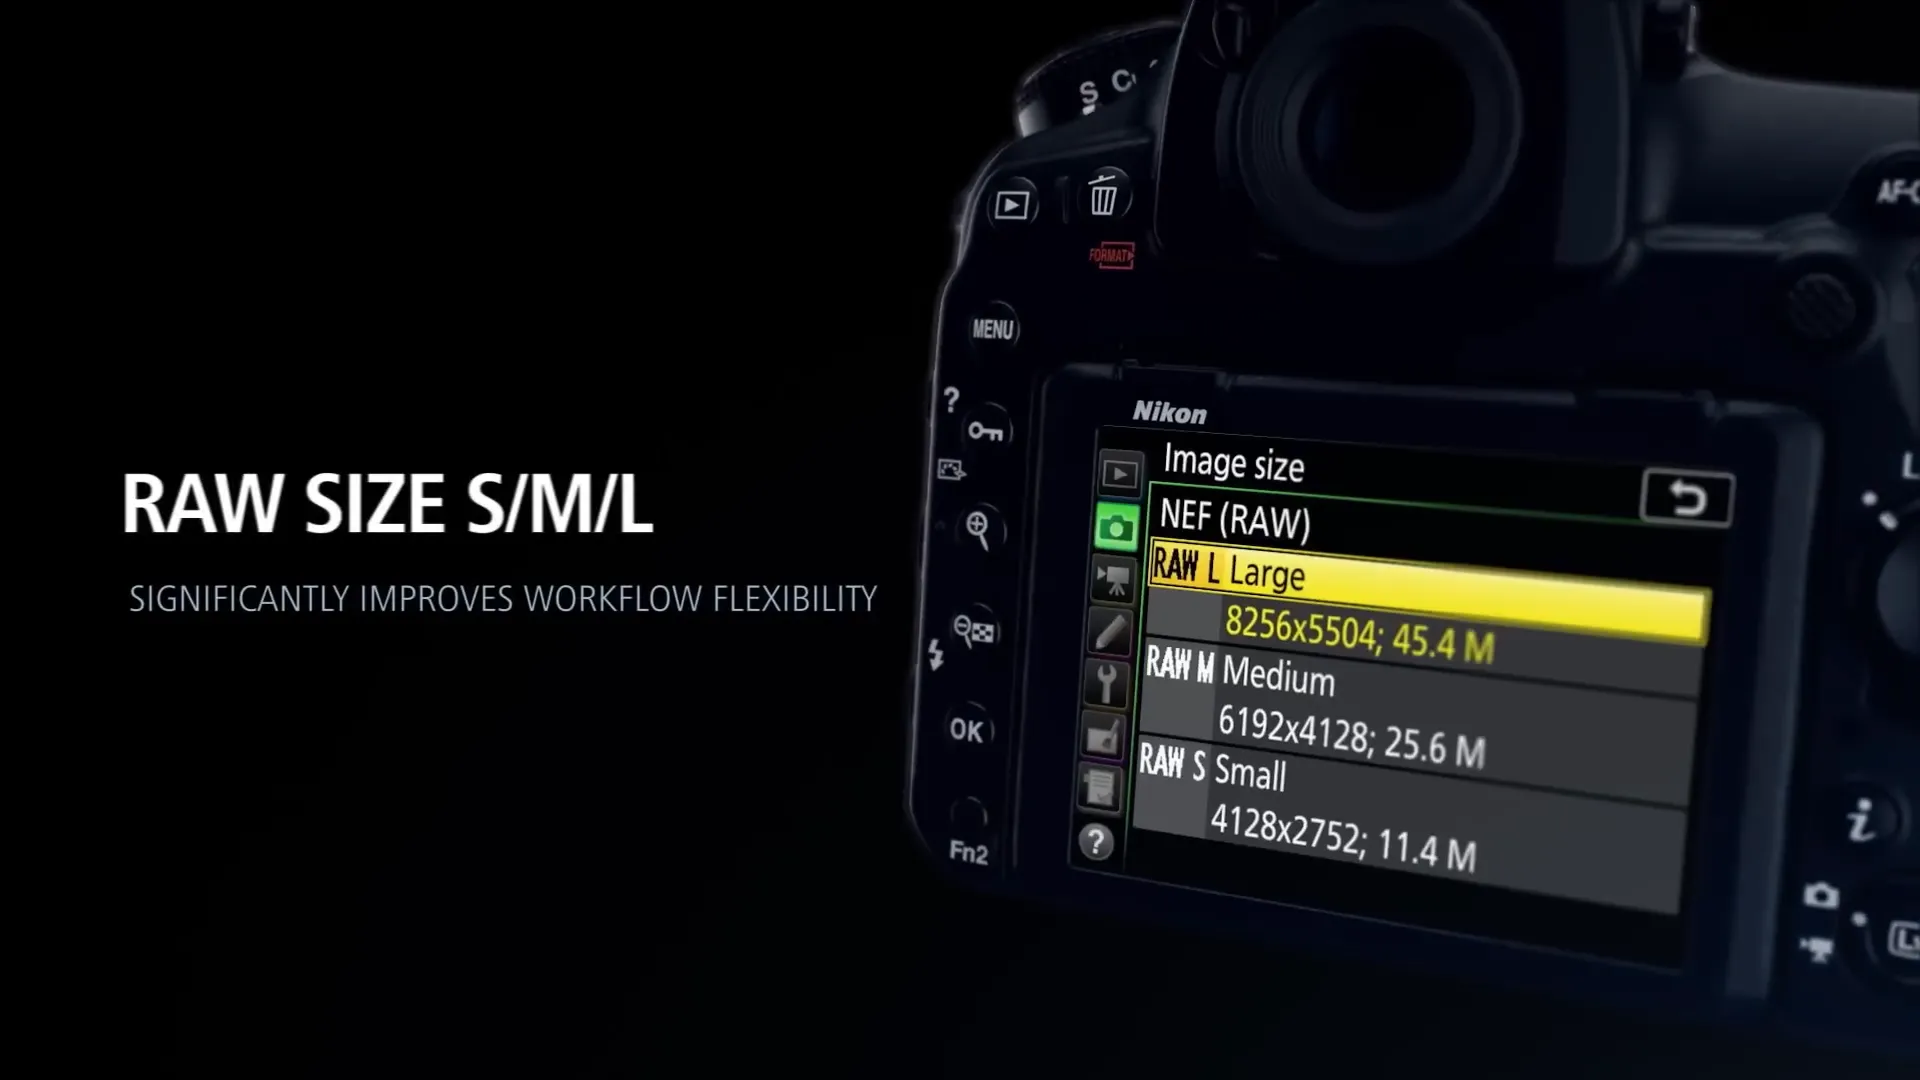 RAW SIZE S/M/L
SIGNIFICANTLY IMPROVES WORKFLOW FLEXIBILITY
S
FORMAT
MENU
?
OK
Fn2
Nikon
Image size
NEF (RAW)
RAW L Large
8256x5504; 45.4 M
RAW M Medium
6192x4128; 25.6 M
RAW S Small
4128x2752; 11.4 M
?
i